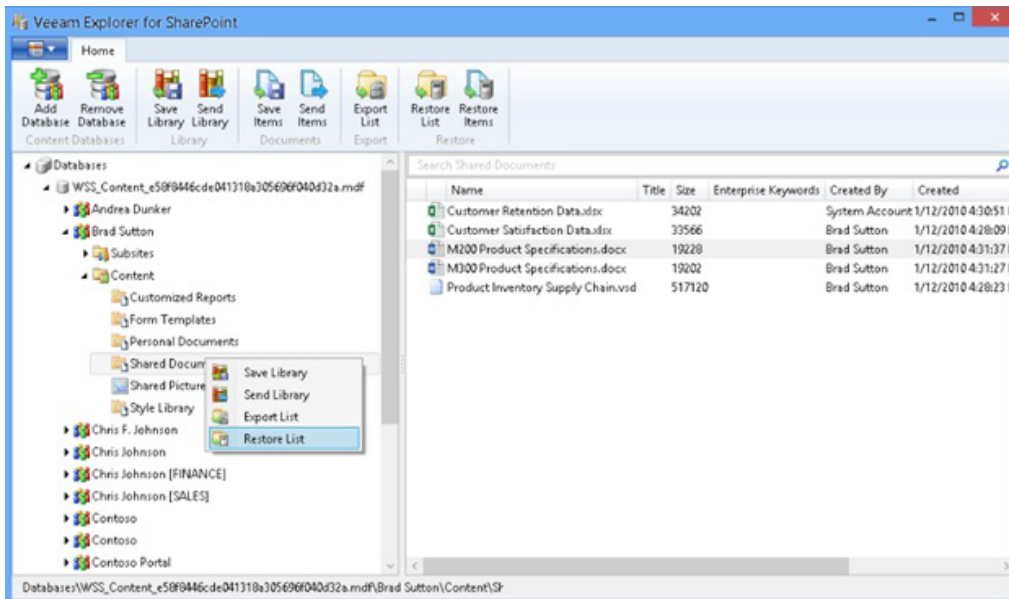 Veeam Explorer for SharePoint
Home
Add Database
Remove Database
Save Library
Send Library
Save Items
Send Items
Export List
Restore List
Restore Items
Content Databases
Library
Documents
Export
Restore
Databases
WSS_Content_e58f8446cde041318a305696f040d32a.mdf
Andrea Dunker
Brad Sutton
Subsites
Content
Customized Reports
Form Templates
Personal Documents
Shared Docum
Shared Picture
Style Library
Chris F. Johnson
Chris Johnson
Chris Johnson [FINANCE]
Chris Johnson [SALES]
Contoso
Contoso
Contoso Portal
Save Library
Send Library
Export List
Restore List
Search Shared Documents
Name Title Size Enterprise Keywords Created By Created
Customer Retention Data.xlsx 34202 System Account 1/12/2010 4:30:51
Customer Satisfaction Data.xlsx 33566 Brad Sutton 1/12/2010 4:28:09
M200 Product Specifications.docx 19228 Brad Sutton 1/12/2010 4:31:37
M300 Product Specifications.docx 19202 Brad Sutton 1/12/2010 4:31:27
Product Inventory Supply Chain.vsd 517120 Brad Sutton 1/12/2010 4:28:23
Databases\WSS_Content_e58f8446cde041318a305696f040d32a.mdf\Brad Sutton\Content\Sh